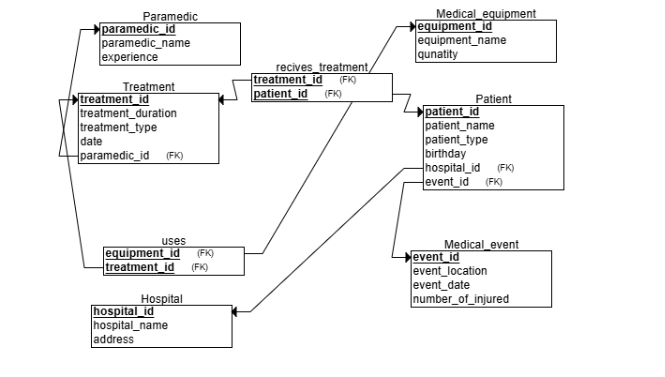 Paramedic
paramedic_id
paramedic_name
experience
Medical_equipment
equipment_id
equipment_name
qunatity
recives_treatment
treatment_id (FK)
patient_id (FK)
Treatment
treatment_id
treatment_duration
treatment_type
date
paramedic_id (FK)
Patient
patient_id
patient_name
patient_type
birthday
hospital_id (FK)
event_id (FK)
uses
equipment_id (FK)
treatment_id (FK)
Medical_event
event_id
event_location
event_date
number_of_injured
Hospital
hospital_id
hospital_name
address